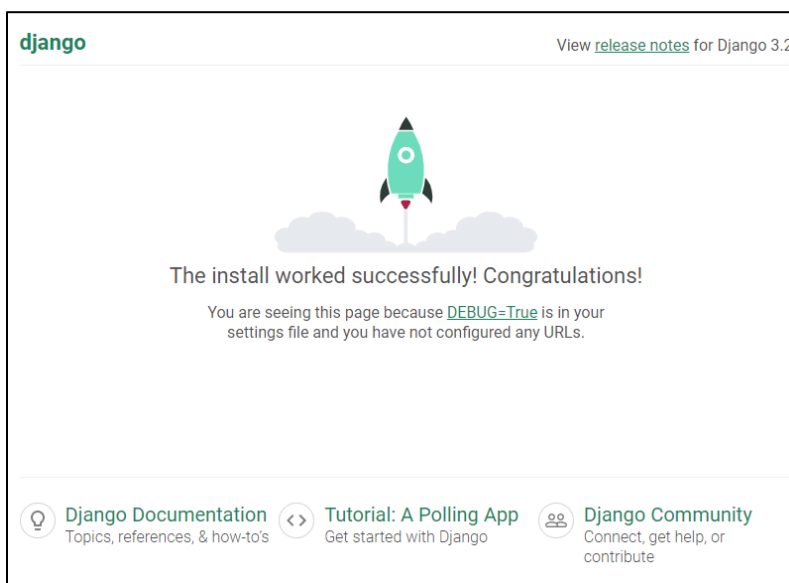 django
View release notes for Django 3.2
The install worked successfully! Congratulations!
You are seeing this page because DEBUG=True is in your
settings file and you have not configured any URLs.
Django Documentation
Topics, references, & how-to's
Tutorial: A Polling App
Get started with Django
Django Community
Connect, get help, or
contribute